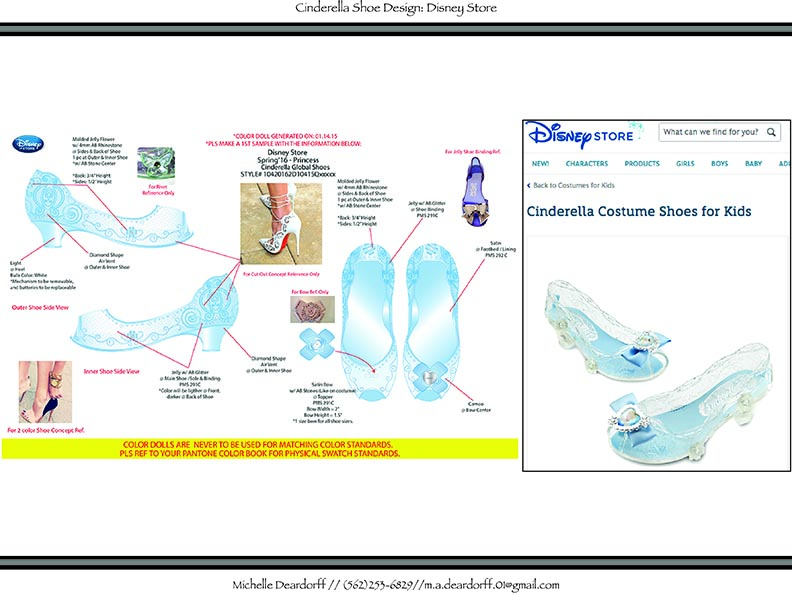 Cinderella Shoe Design: Disney Store
Disney
STORE
Molded Jelly Flower
w/ 4mm AB Rhinestone
@ Sides & Back of Shoe
1 pc at Outer & Inner Shoe
*w/ AB Stone Center
*Back: 3/4" Height
*Sides: 1/2" Height
For Rivet
Reference Only
*COLOR DOLL GENERATED ON: 01.14.15
*PLS MAKE A 1ST SAMPLE WITH THE INFORMATION BELOW:
Disney Store
Spring'16 - Princess
Cinderella Global Shoes
STYLE# 10420162D10415Qxxxxx
For Cut Out Concept Reference Only
Molded Jelly Flower
w/ 4mm AB Rhinestone
@ Sides & Back of Shoe
1 pc at Outer & Inner Shoe
*w/ AB Stone Center
*Back: 3/4" Height
*Sides: 1/2" Height
For Jelly Shoe Binding Ref.
Jelly w/ AB Glitter
@ Shoe Binding
PMS 291C
Satin
@ Footbed / Lining
PMS 292 C
Light
@ Heel
Bulb Color: White
*Mechanism to be removable,
and batteries to be replaceable
Diamond Shape
Air Vent
@ Outer & Inner Shoe
Outer Shoe Side View
Inner Shoe Side View
For Bow Ref. Only
Diamond Shape
Air Vent
@ Outer & Inner Shoe
Jelly w/ AB Glitter
@ Main Shoe /Sole & Binding
PMS 291C
*Color will be ligther @ Front,
darker @ Back of Shoe
Satin Bow
w/ AB Stones (Like on costume)
@ Topper
PMS 291C
Bow Width = 2"
Bow Height = 1.5"
*1 size bow for all shoe sizes.
Cameo
@ Bow Center
For 2 color Shoe Concept Ref.
COLOR DOLLS ARE NEVER TO BE USED FOR MATCHING COLOR STANDARDS.
PLS REF TO YOUR PANTONE COLOR BOOK FOR PHYSICAL SWATCH STANDARDS.
Disney STORE
What can we find for you?
NEW! CHARACTERS PRODUCTS GIRLS BOYS BABY
Back to Costumes for Kids
Cinderella Costume Shoes for Kids
Michelle Deardorff // (562)253-6829//m.a.deardorff.01@gmail.com